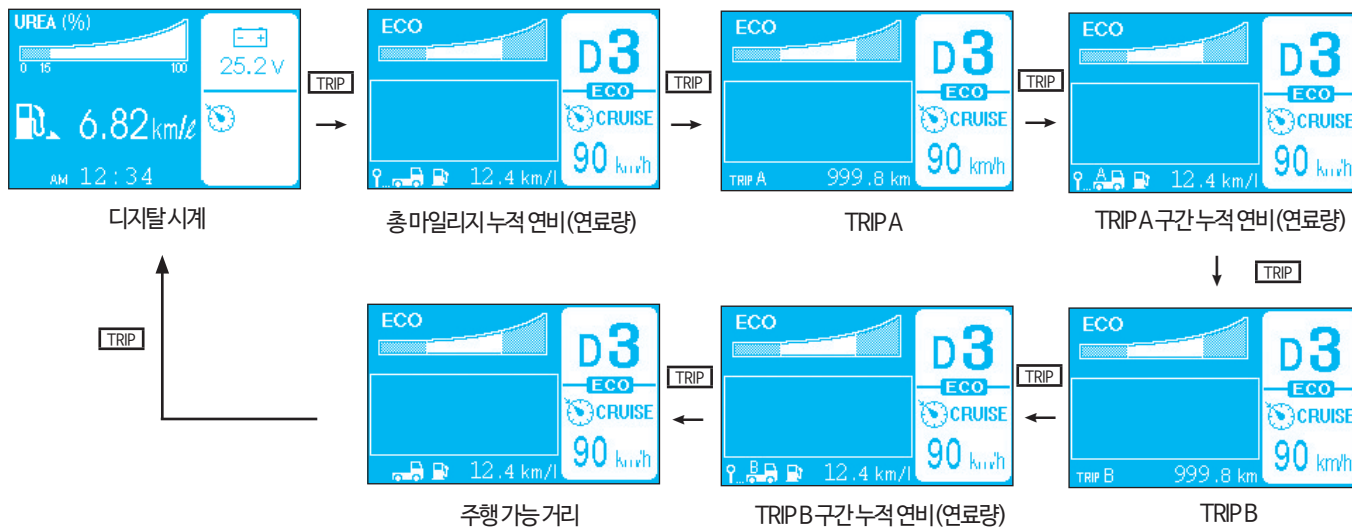 UREA (%)
0 15 100
25.2 V
6.82 km/ℓ
AM 12:34
디지탈 시계
TRIP
ECO
D3
ECO
CRUISE
90 km/h
12.4 km/l
총 마일리지 누적 연비 (연료량)
TRIP
ECO
D3
ECO
CRUISE
90 km/h
TRIP A 999.8 km
TRIP A
TRIP
ECO
D3
ECO
CRUISE
90 km/h
A 12.4 km/l
TRIP A 구간 누적 연비 (연료량)
TRIP
ECO
D3
ECO
CRUISE
90 km/h
TRIP B 999.8 km
TRIP B
TRIP
ECO
D3
ECO
CRUISE
90 km/h
B 12.4 km/l
TRIP B 구간 누적 연비 (연료량)
TRIP
ECO
D3
ECO
CRUISE
90 km/h
12.4 km/l
주행 가능 거리
TRIP